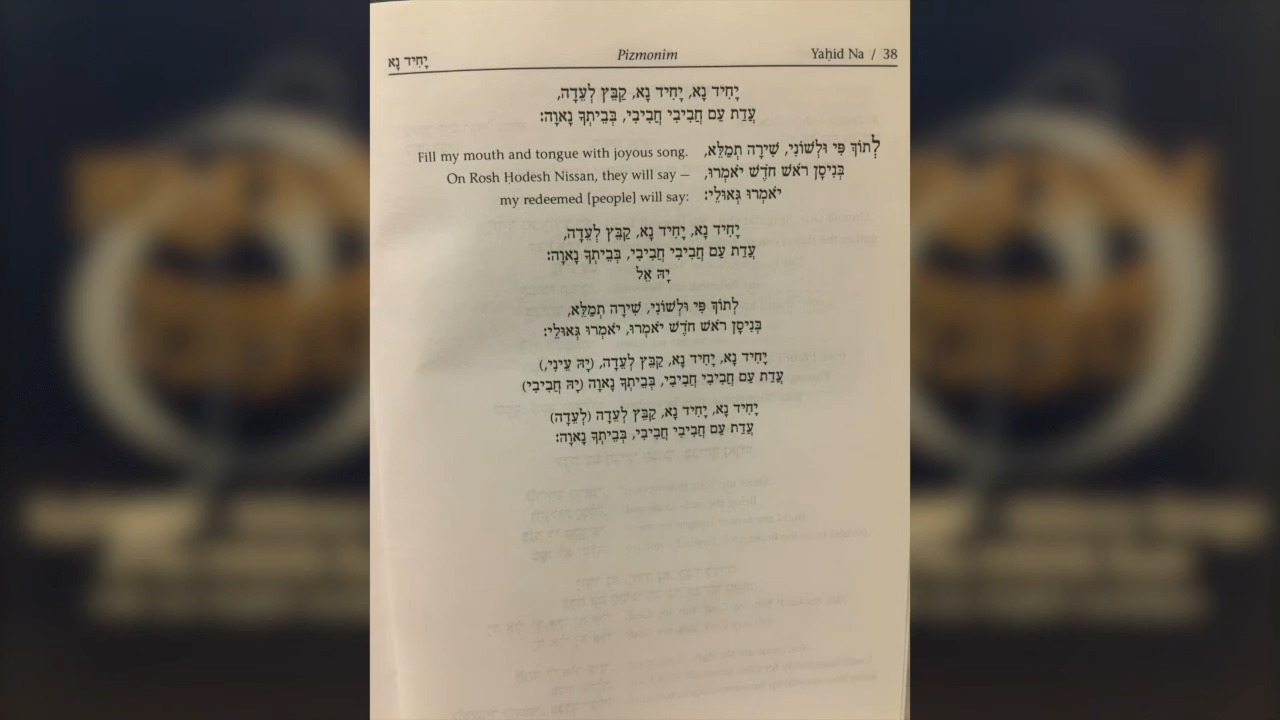 יָחִיד נָא Pizmonim Yaḥid Na / 38
יָחִיד נָא, יָחִיד נָא, קַבֵּץ לְעֵדָה,
עֲדַת עַם חֲבִיבִי חֲבִיבִי, בְּבֵיתְךָ נָאוָה:
Fill my mouth and tongue with joyous song. לְתוֹךְ פִּי וּלְשׁוֹנִי, שִׁירָה תְמַלֵּא,
On Rosh Ḥodesh Nissan, they will say — בְּנִיסָן רֹאשׁ חֹדֶשׁ יֹאמְרוּ,
my redeemed [people] will say: יֹאמְרוּ גְּאוּלַי:
יָחִיד נָא, יָחִיד נָא, קַבֵּץ לְעֵדָה,
עֲדַת עַם חֲבִיבִי חֲבִיבִי, בְּבֵיתְךָ נָאוָה:
יָהּ אֵל
לְתוֹךְ פִּי וּלְשׁוֹנִי, שִׁירָה תְמַלֵּא,
בְּנִיסָן רֹאשׁ חֹדֶשׁ יֹאמְרוּ, יֹאמְרוּ גְּאוּלַי:
יָחִיד נָא, יָחִיד נָא, קַבֵּץ לְעֵדָה, (יָהּ עֵינִי,)
עֲדַת עַם חֲבִיבִי חֲבִיבִי, בְּבֵיתְךָ נָאוָה (יָהּ חֲבִיבִי)
יָחִיד נָא, יָחִיד נָא, קַבֵּץ לְעֵדָה (לְעֵדָה)
עֲדַת עַם חֲבִיבִי חֲבִיבִי, בְּבֵיתְךָ נָאוָה: